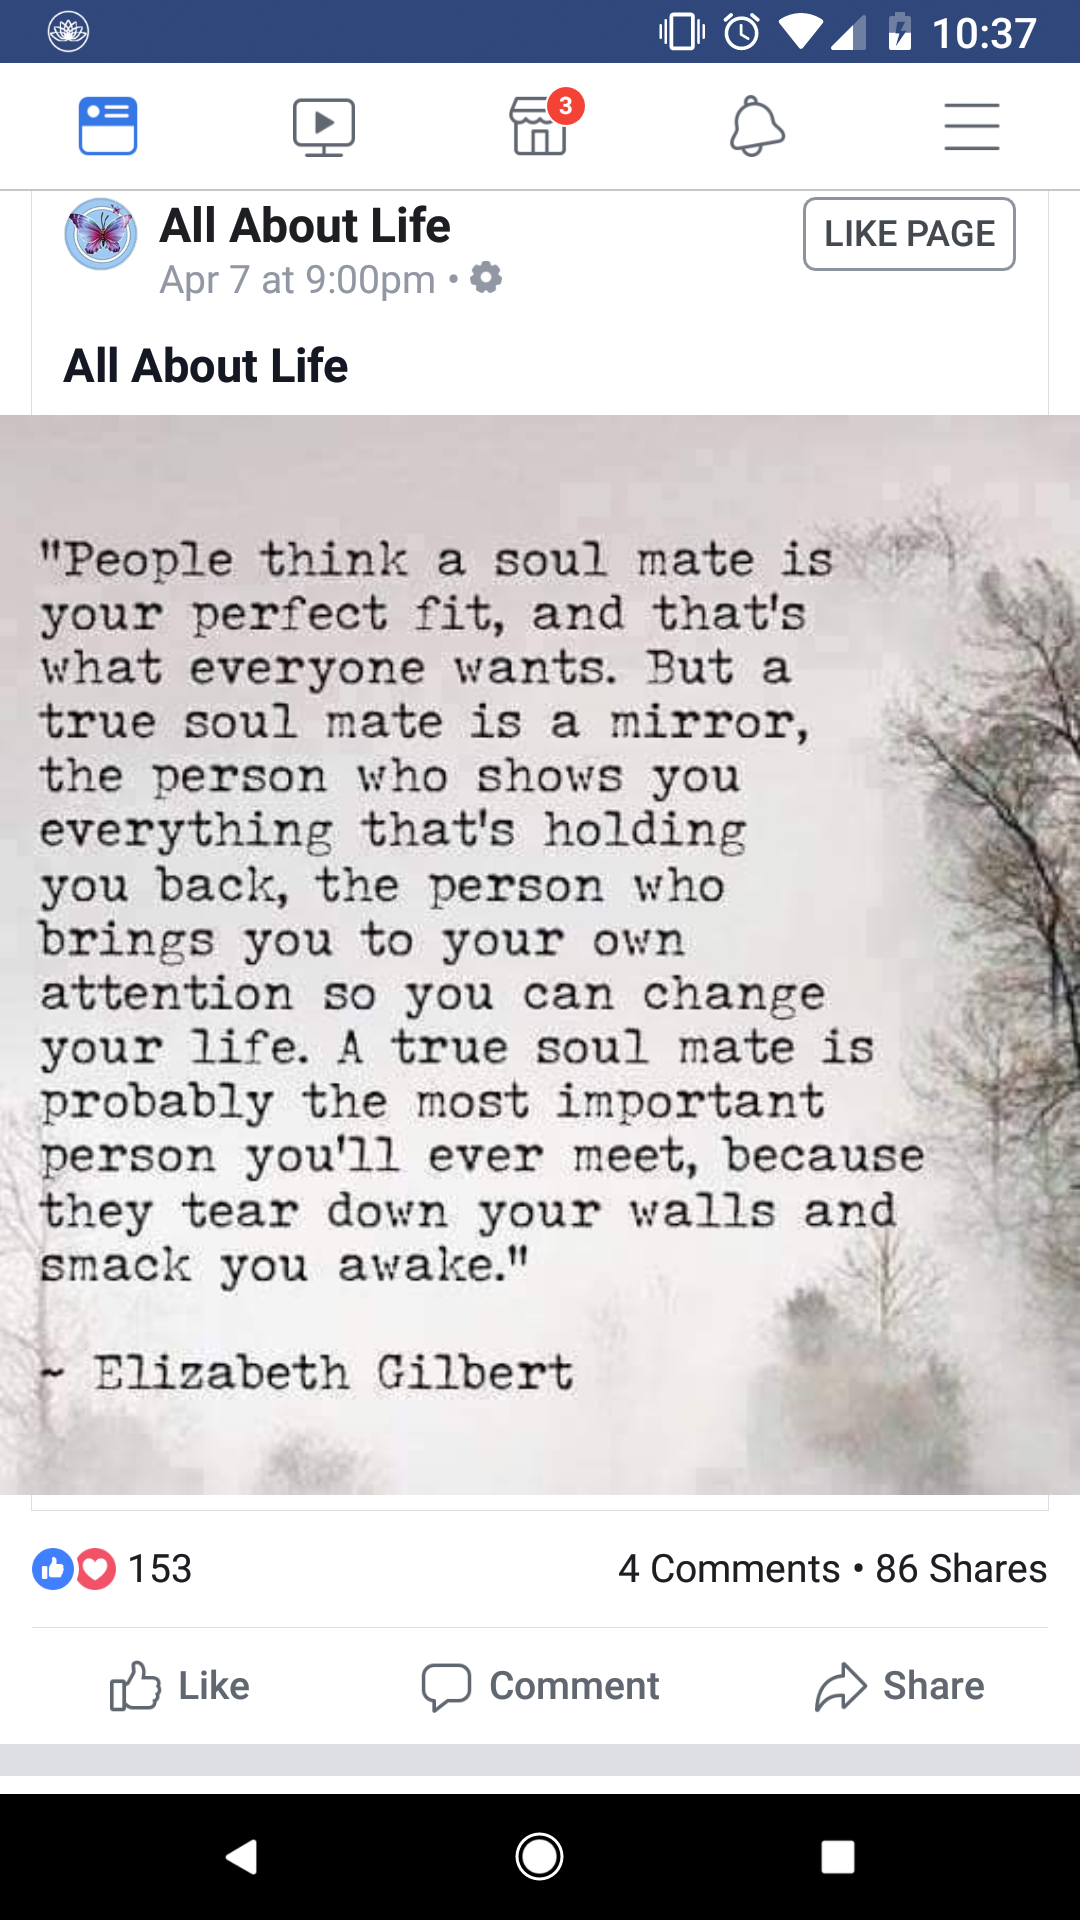 10:37
3
All About Life
LIKE PAGE
Apr 7 at 9:00pm •
All About Life
"People think a soul mate is
your perfect fit, and that's
what everyone wants. But a
true soul mate is a mirror,
the person who shows you
everything that's holding
you back, the person who
brings you to your own
attention so you can change
your life. A true soul mate is
probably the most important
person you'll ever meet, because
they tear down your walls and
smack you awake."
~ Elizabeth Gilbert
153
4 Comments • 86 Shares
Like
Comment
Share